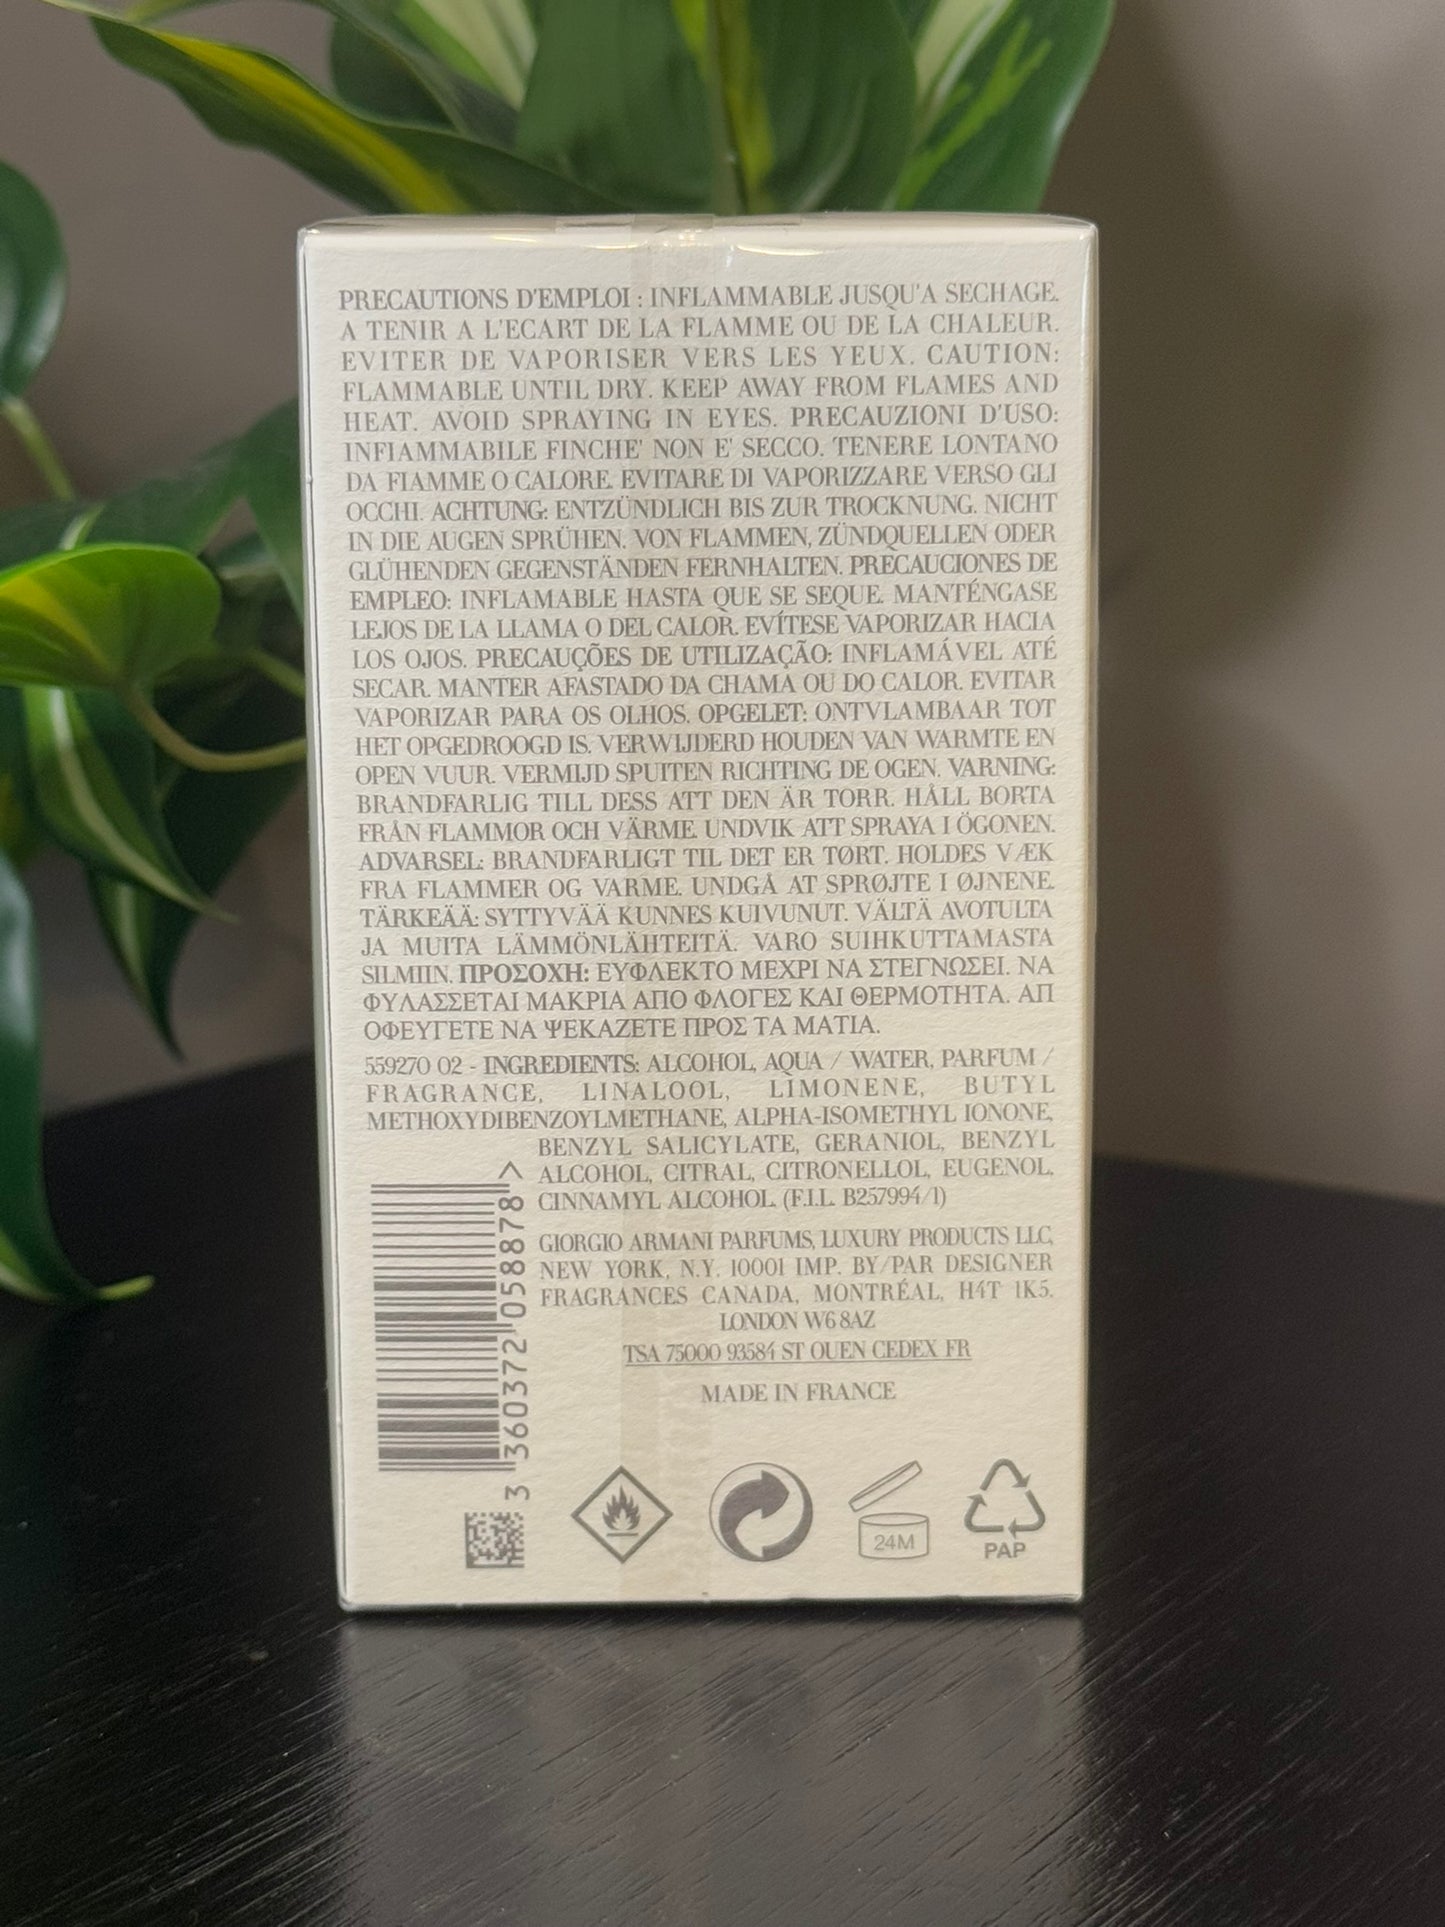 PRECAUTIONS D'EMPLOI : INFLAMMABLE JUSQU'A SECHAGE.
A TENIR A L'ECART DE LA FLAMME OU DE LA CHALEUR.
EVITER DE VAPORISER VERS LES YEUX. CAUTION:
FLAMMABLE UNTIL DRY. KEEP AWAY FROM FLAMES AND
HEAT. AVOID SPRAYING IN EYES. PRECAUZIONI D'USO:
INFIAMMABILE FINCHE' NON E' SECCO. TENERE LONTANO
DA FIAMME O CALORE. EVITARE DI VAPORIZZARE VERSO GLI
OCCHI. ACHTUNG: ENTZÜNDLICH BIS ZUR TROCKNUNG. NICHT
IN DIE AUGEN SPRÜHEN. VON FLAMMEN, ZÜNDQUELLEN ODER
GLÜHENDEN GEGENSTÄNDEN FERNHALTEN. PRECAUCIONES DE
EMPLEO: INFLAMABLE HASTA QUE SE SEQUE. MANTÉNGASE
LEJOS DE LA LLAMA O DEL CALOR. EVÍTESE VAPORIZAR HACIA
LOS OJOS. PRECAUÇÕES DE UTILIZAÇÃO: INFLAMÁVEL ATÉ
SECAR. MANTER AFASTADO DA CHAMA OU DO CALOR. EVITAR
VAPORIZAR PARA OS OLHOS. OPGELET: ONTVLAMBAAR TOT
HET OPGEDROOGD IS. VERWIJDERD HOUDEN VAN WARMTE EN
OPEN VUUR. VERMIJD SPUITEN RICHTING DE OGEN. VARNING:
BRANDFARLIG TILL DESS ATT DEN ÄR TORR. HÅLL BORTA
FRÅN FLAMMOR OCH VÄRME. UNDVIK ATT SPRAYA I ÖGONEN.
ADVARSEL: BRANDFARLIGT TIL DET ER TØRT. HOLDES VÆK
FRA FLAMMER OG VARME. UNDGÅ AT SPRØJTE I ØJNENE.
TÄRKEÄÄ: SYTTYVÄÄ KUNNES KUIVUNUT. VÄLTÄ AVOTULTA
JA MUITA LÄMMÖNLÄHTEITÄ. VARO SUIHKUTTAMASTA
SILMIIN. ΠΡΟΣΟΧΗ: ΕΥΦΛΕΚΤΟ ΜΕΧΡΙ ΝΑ ΣΤΕΓΝΩΣΕΙ. ΝΑ
ΦΥΛΑΣΣΕΤΑΙ ΜΑΚΡΙΑ ΑΠΟ ΦΛΟΓΕΣ ΚΑΙ ΘΕΡΜΟΤΗΤΑ. ΑΠ
ΟΦΕΥΓΕΤΕ ΝΑ ΨΕΚΑΖΕΤΕ ΠΡΟΣ ΤΑ ΜΑΤΙΑ.
559270 02 - INGREDIENTS: ALCOHOL, AQUA / WATER, PARFUM /
FRAGRANCE, LINALOOL, LIMONENE, BUTYL
METHOXYDIBENZOYLMETHANE, ALPHA-ISOMETHYL IONONE,
BENZYL SALICYLATE, GERANIOL, BENZYL
ALCOHOL, CITRAL, CITRONELLOL, EUGENOL,
CINNAMYL ALCOHOL. (F.I.L. B257994/1)
GIORGIO ARMANI PARFUMS, LUXURY PRODUCTS LLC,
NEW YORK, N.Y. 10001 IMP. BY/PAR DESIGNER
FRAGRANCES CANADA, MONTRÉAL, H4T 1K5.
LONDON W6 8AZ
TSA 75000 93584 ST OUEN CEDEX FR
MADE IN FRANCE
3 360372 058878 >
24M
PAP